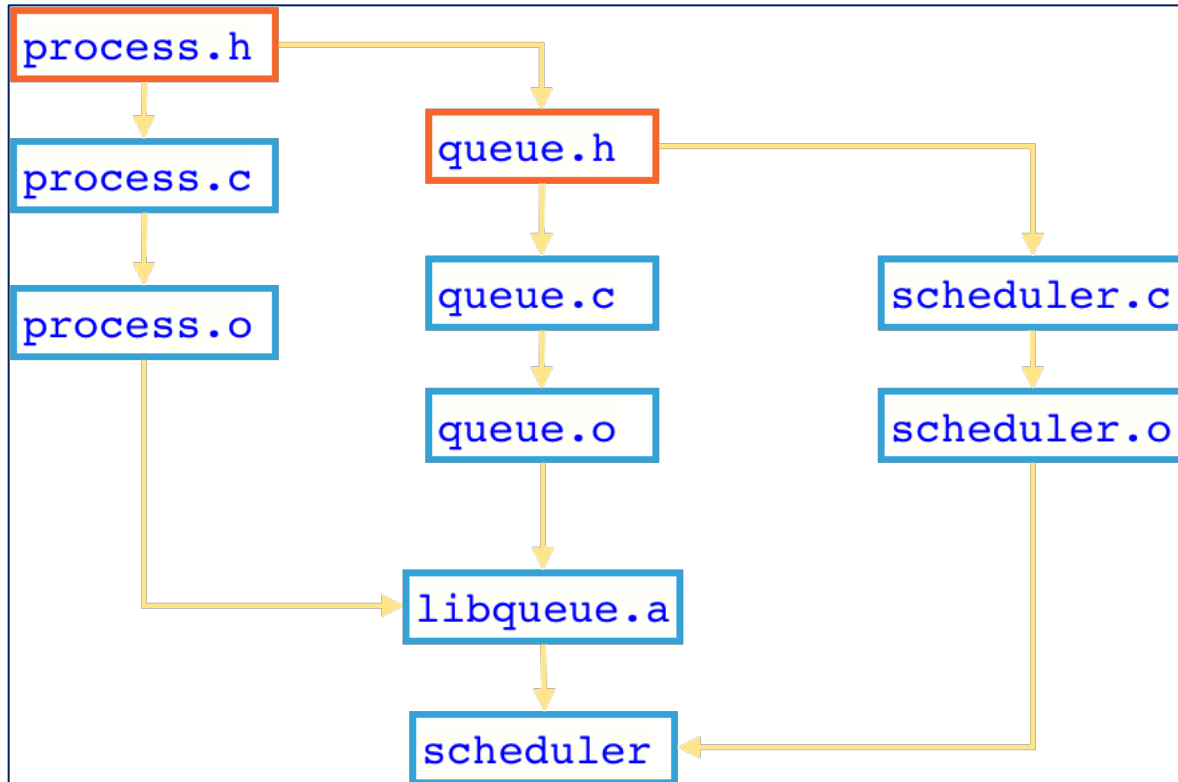 process.h
queue.h
process.c
queue.c
scheduler.c
process.o
queue.o
scheduler.o
libqueue.a
scheduler